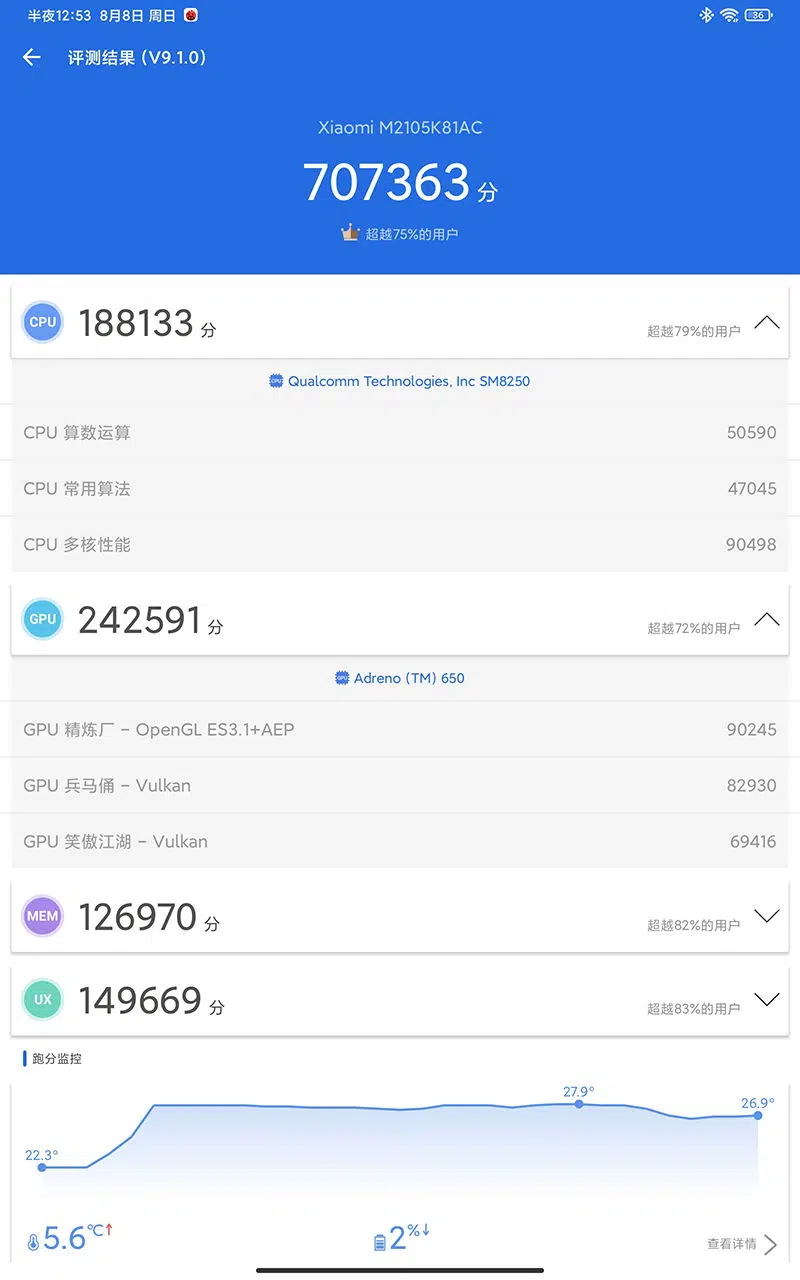 半夜12:53 8月8日 周日 36
评测结果 (V9.1.0)
Xiaomi M2105K81AC
707363 分
超越75%的用户
CPU 188133 分 超越79%的用户
Qualcomm Technologies, Inc SM8250
CPU 算数运算 50590
CPU 常用算法 47045
CPU 多核性能 90498
GPU 242591 分 超越72%的用户
Adreno (TM) 650
GPU 精炼厂 - OpenGL ES3.1+AEP 90245
GPU 兵马俑 - Vulkan 82930
GPU 笑傲江湖 - Vulkan 69416
MEM 126970 分 超越82%的用户
UX 149669 分 超越83%的用户
跑分监控
27.9°
26.9°
22.3°
5.6℃↑ 2%↓ 查看详情